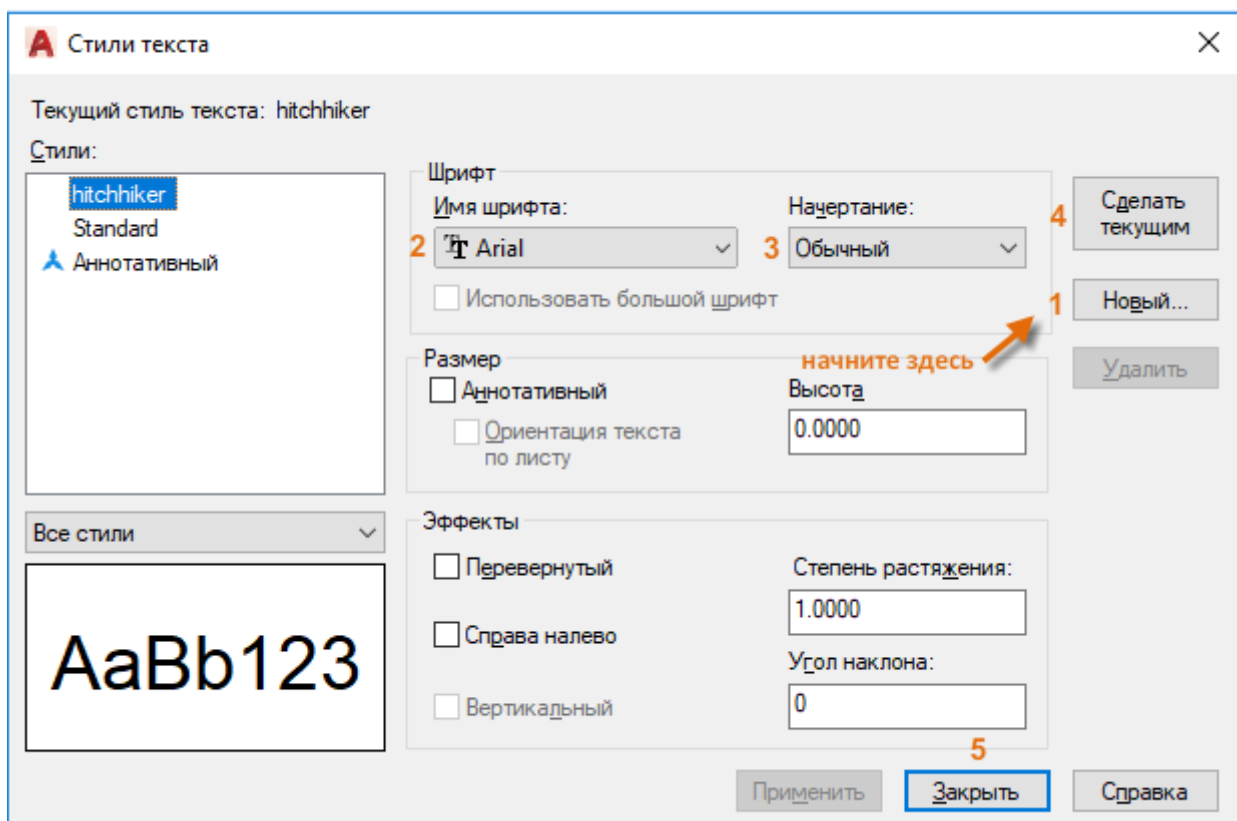 Стили текста
Текущий стиль текста: hitchhiker
Стили:
hitchhiker
Standard
Аннотативный
Все стили
AaBb123
Шрифт
Имя шрифта:
2 Arial
Использовать большой шрифт
Начертание:
3 Обычный
4 Сделать
текущим
1 Новый...
начните здесь
Удалить
Размер
Аннотативный
Ориентация текста
по листу
Высота
0.0000
Эффекты
Перевернутый
Справа налево
Вертикальный
Степень растяжения:
1.0000
Угол наклона:
0
5
Применить
Закрыть
Справка